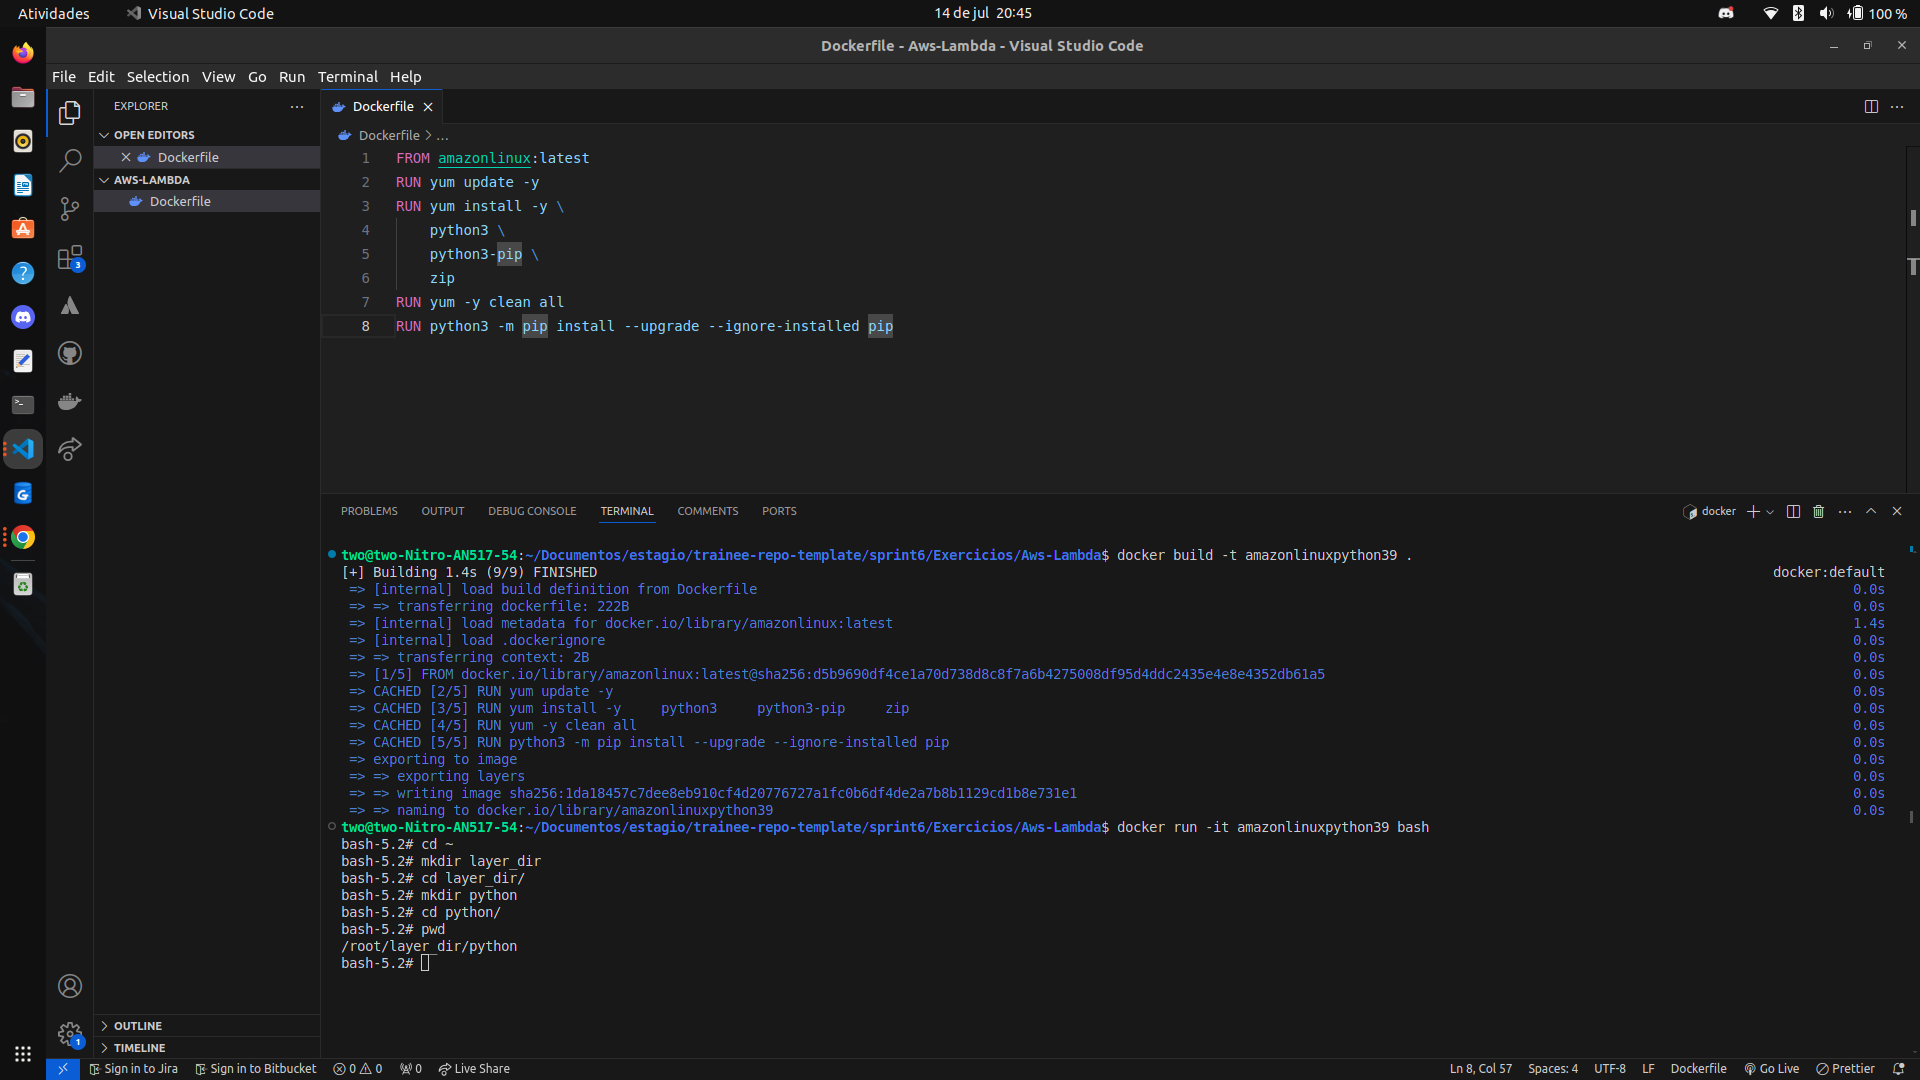 Atividades
Visual Studio Code
14 de jul 20:45
100 %
Dockerfile - Aws-Lambda - Visual Studio Code
File Edit Selection View Go Run Terminal Help
EXPLORER
OPEN EDITORS
Dockerfile
AWS-LAMBDA
Dockerfile
OUTLINE
TIMELINE
3
1
Dockerfile
Dockerfile > ...
1 FROM amazonlinux:latest
2 RUN yum update -y
3 RUN yum install -y \
4 python3 \
5 python3-pip \
6 zip
7 RUN yum -y clean all
8 RUN python3 -m pip install --upgrade --ignore-installed pip
PROBLEMS OUTPUT DEBUG CONSOLE TERMINAL COMMENTS PORTS
docker
two@two-Nitro-AN517-54:~/Documentos/estagio/trainee-repo-template/sprint6/Exercicios/Aws-Lambda$ docker build -t amazonlinuxpython39 .
[+] Building 1.4s (9/9) FINISHED docker:default
=> [internal] load build definition from Dockerfile 0.0s
=> => transferring dockerfile: 222B 0.0s
=> [internal] load metadata for docker.io/library/amazonlinux:latest 1.4s
=> [internal] load .dockerignore 0.0s
=> => transferring context: 2B 0.0s
=> [1/5] FROM docker.io/library/amazonlinux:latest@sha256:d5b9690df4ce1a70d738d8c8f7a6b4275008df95d4ddc2435e4e8e4352db61a5 0.0s
=> CACHED [2/5] RUN yum update -y 0.0s
=> CACHED [3/5] RUN yum install -y python3 python3-pip zip 0.0s
=> CACHED [4/5] RUN yum -y clean all 0.0s
=> CACHED [5/5] RUN python3 -m pip install --upgrade --ignore-installed pip 0.0s
=> exporting to image 0.0s
=> => exporting layers 0.0s
=> => writing image sha256:1da18457c7dee8eb910cf4d20776727a1fc0b6df4de2a7b8b1129cd1b8e731e1 0.0s
=> => naming to docker.io/library/amazonlinuxpython39 0.0s
two@two-Nitro-AN517-54:~/Documentos/estagio/trainee-repo-template/sprint6/Exercicios/Aws-Lambda$ docker run -it amazonlinuxpython39 bash
bash-5.2# cd ~
bash-5.2# mkdir layer_dir
bash-5.2# cd layer_dir/
bash-5.2# mkdir python
bash-5.2# cd python/
bash-5.2# pwd
/root/layer_dir/python
bash-5.2#
Sign in to Jira Sign in to Bitbucket 0 0 0 Live Share Ln 8, Col 57 Spaces: 4 UTF-8 LF Dockerfile Go Live Prettier